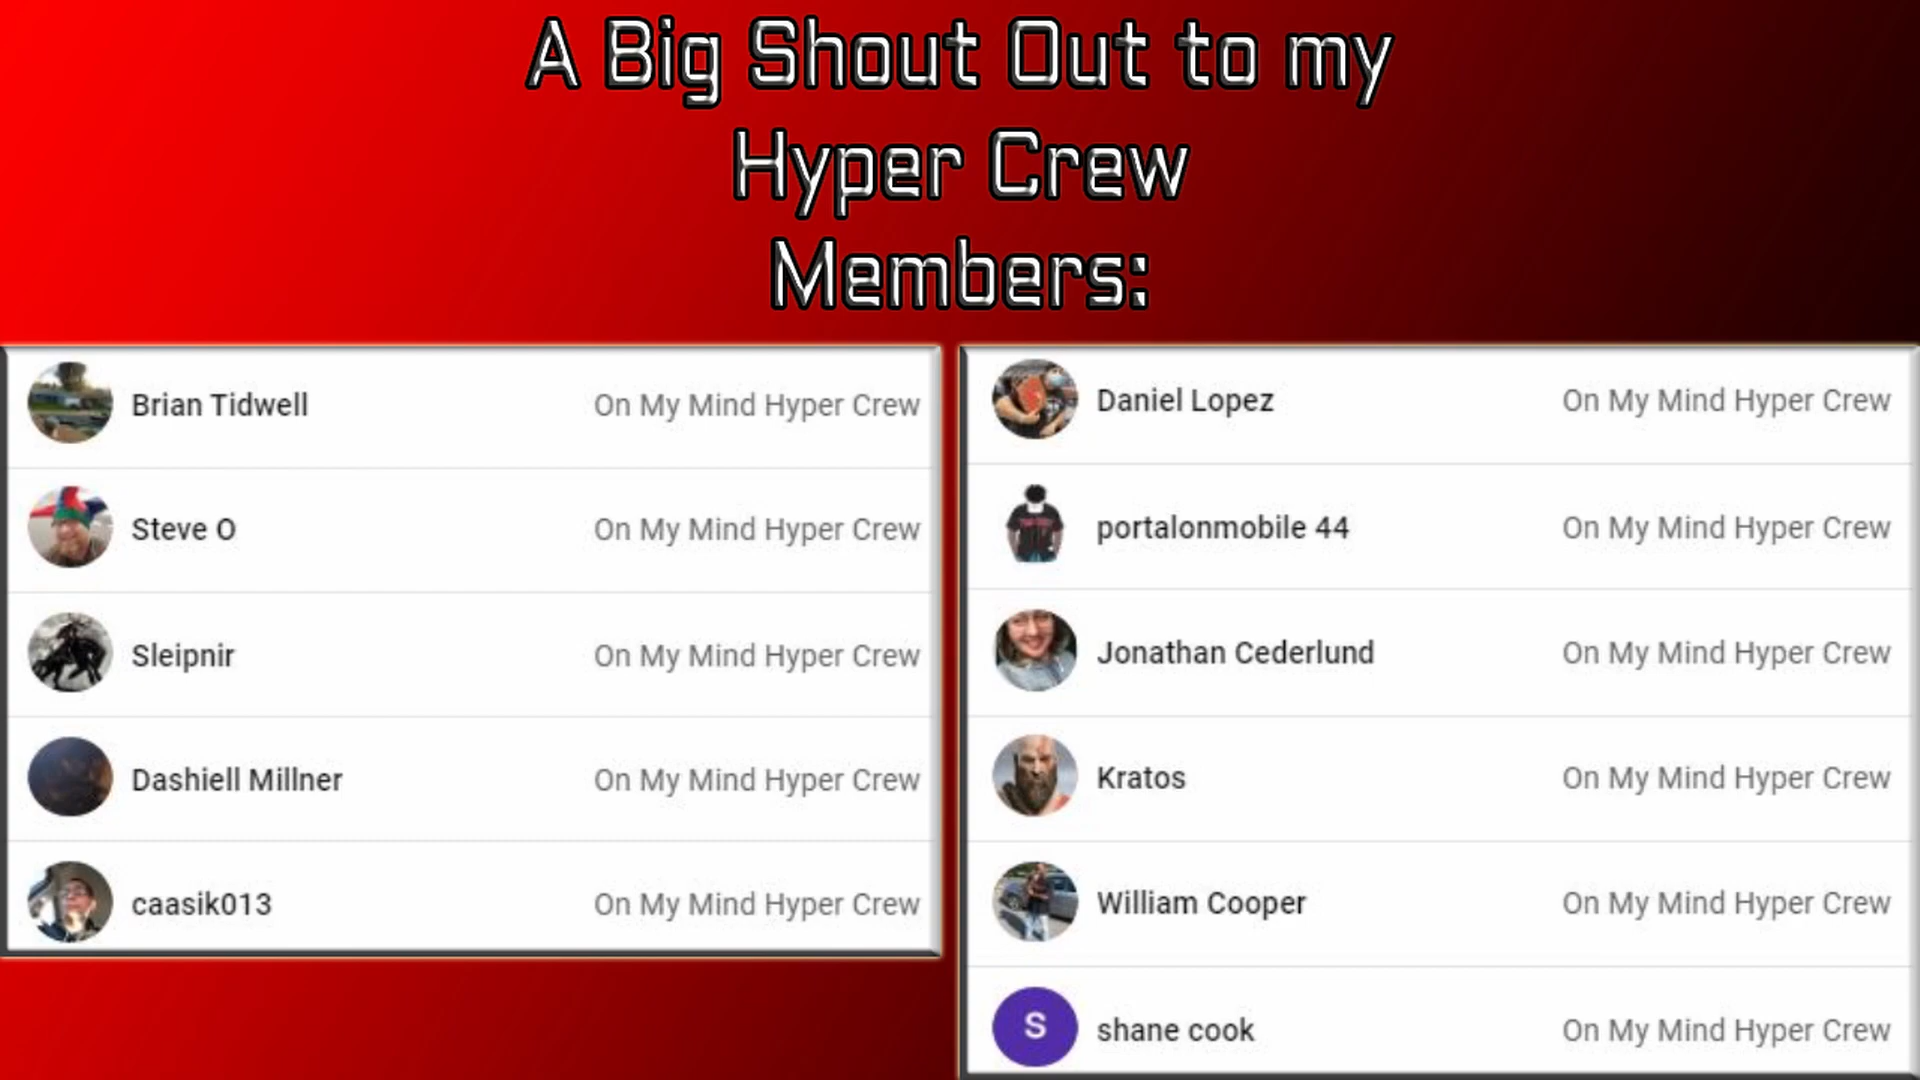 A Big Shout Out to my
Hyper Crew
Members:
Brian Tidwell On My Mind Hyper Crew
Steve O On My Mind Hyper Crew
Sleipnir On My Mind Hyper Crew
Dashiell Millner On My Mind Hyper Crew
caasik013 On My Mind Hyper Crew
Daniel Lopez On My Mind Hyper Crew
portalonmobile 44 On My Mind Hyper Crew
Jonathan Cederlund On My Mind Hyper Crew
Kratos On My Mind Hyper Crew
William Cooper On My Mind Hyper Crew
S shane cook On My Mind Hyper Crew